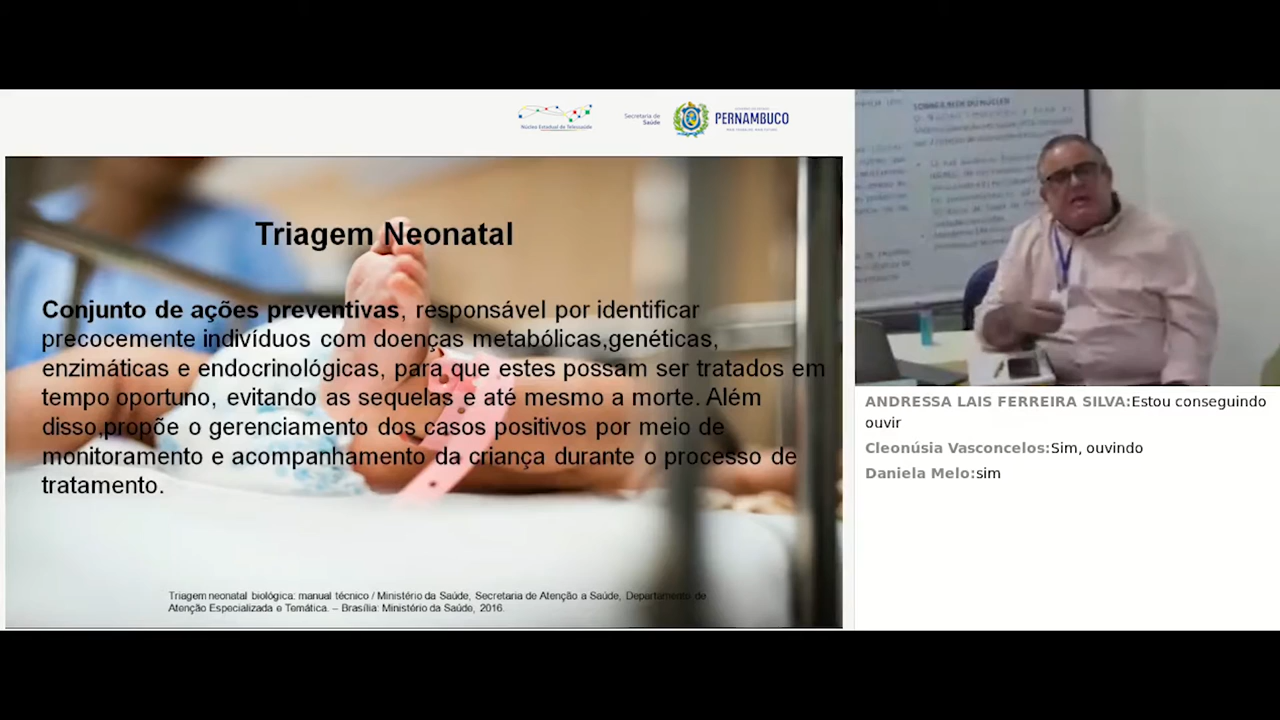 Núcleo Estadual de Telessaúde
Secretaria de
Saúde
PERNAMBUCO
Triagem Neonatal
Conjunto de ações preventivas, responsável por identificar
precocemente indivíduos com doenças metabólicas,genéticas,
enzimáticas e endocrinológicas, para que estes possam ser tratados em
tempo oportuno, evitando as sequelas e até mesmo a morte. Além
disso,propõe o gerenciamento dos casos positivos por meio de
monitoramento e acompanhamento da criança durante o processo de
tratamento.
Triagem neonatal biológica: manual técnico / Ministério da Saúde, Secretaria de Atenção a Saúde, Departamento de
Atenção Especializada e Temática. – Brasília: Ministério da Saúde, 2016.
ANDRESSA LAIS FERREIRA SILVA:Estou conseguindo
ouvir
Cleonúsia Vasconcelos:Sim, ouvindo
Daniela Melo:sim